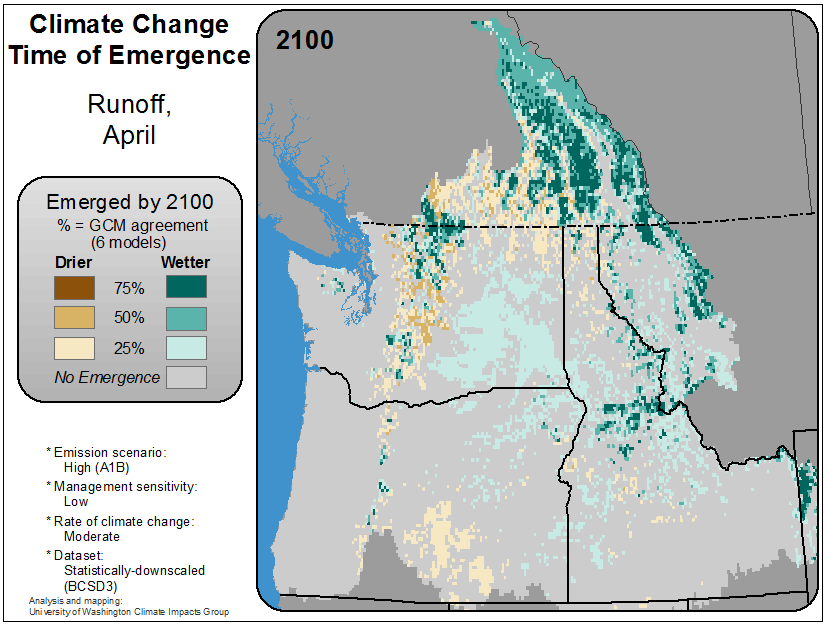 Climate Change
Time of Emergence
Runoff,
April
Emerged by 2100
% = GCM agreement
(6 models)
Drier Wetter
75%
50%
25%
No Emergence
* Emission scenario:
High (A1B)
* Management sensitivity:
Low
* Rate of climate change:
Moderate
* Dataset:
Statistically-downscaled
(BCSD3)
Analysis and mapping:
University of Washington Climate Impacts Group
2100